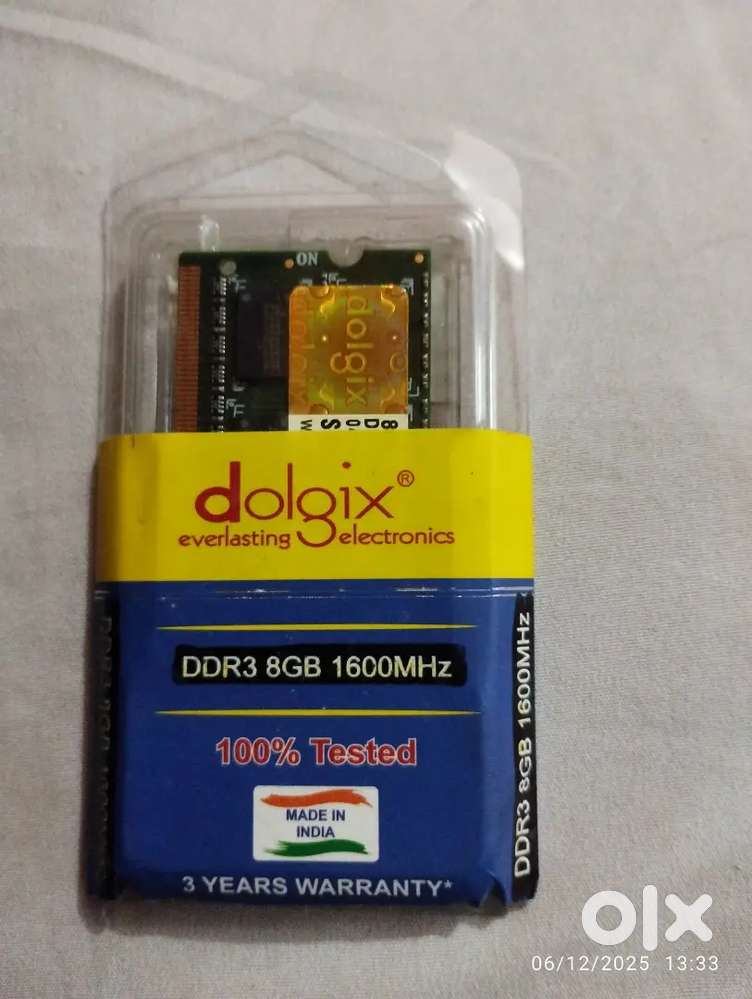 ON
dolgix
dolgix®
everlasting electronics
DDR3 8GB 1600MHz
100% Tested
MADE IN
INDIA
3 YEARS WARRANTY*
DDR3 8GB 1600MHz
olx
06/12/2025 13:33